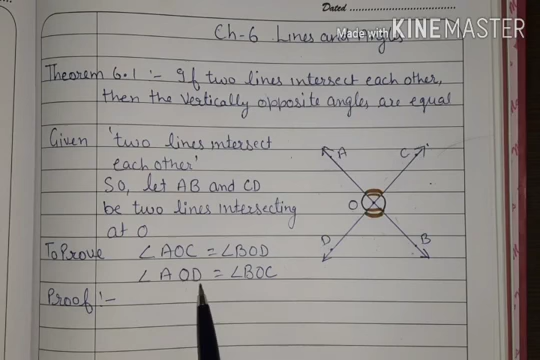 Dated
Made with KINEMASTER
Ch-6 Lines and Angles
Theorem 6.1 :- If two lines intersect each other,
then the vertically opposite angles are equal
Given 'two lines intersect
each other'
So, let AB and CD
be two lines intersecting
at O
To Prove ∠AOC = ∠BOD
∠AOD = ∠BOC
Proof :-
A
C
O
D
B